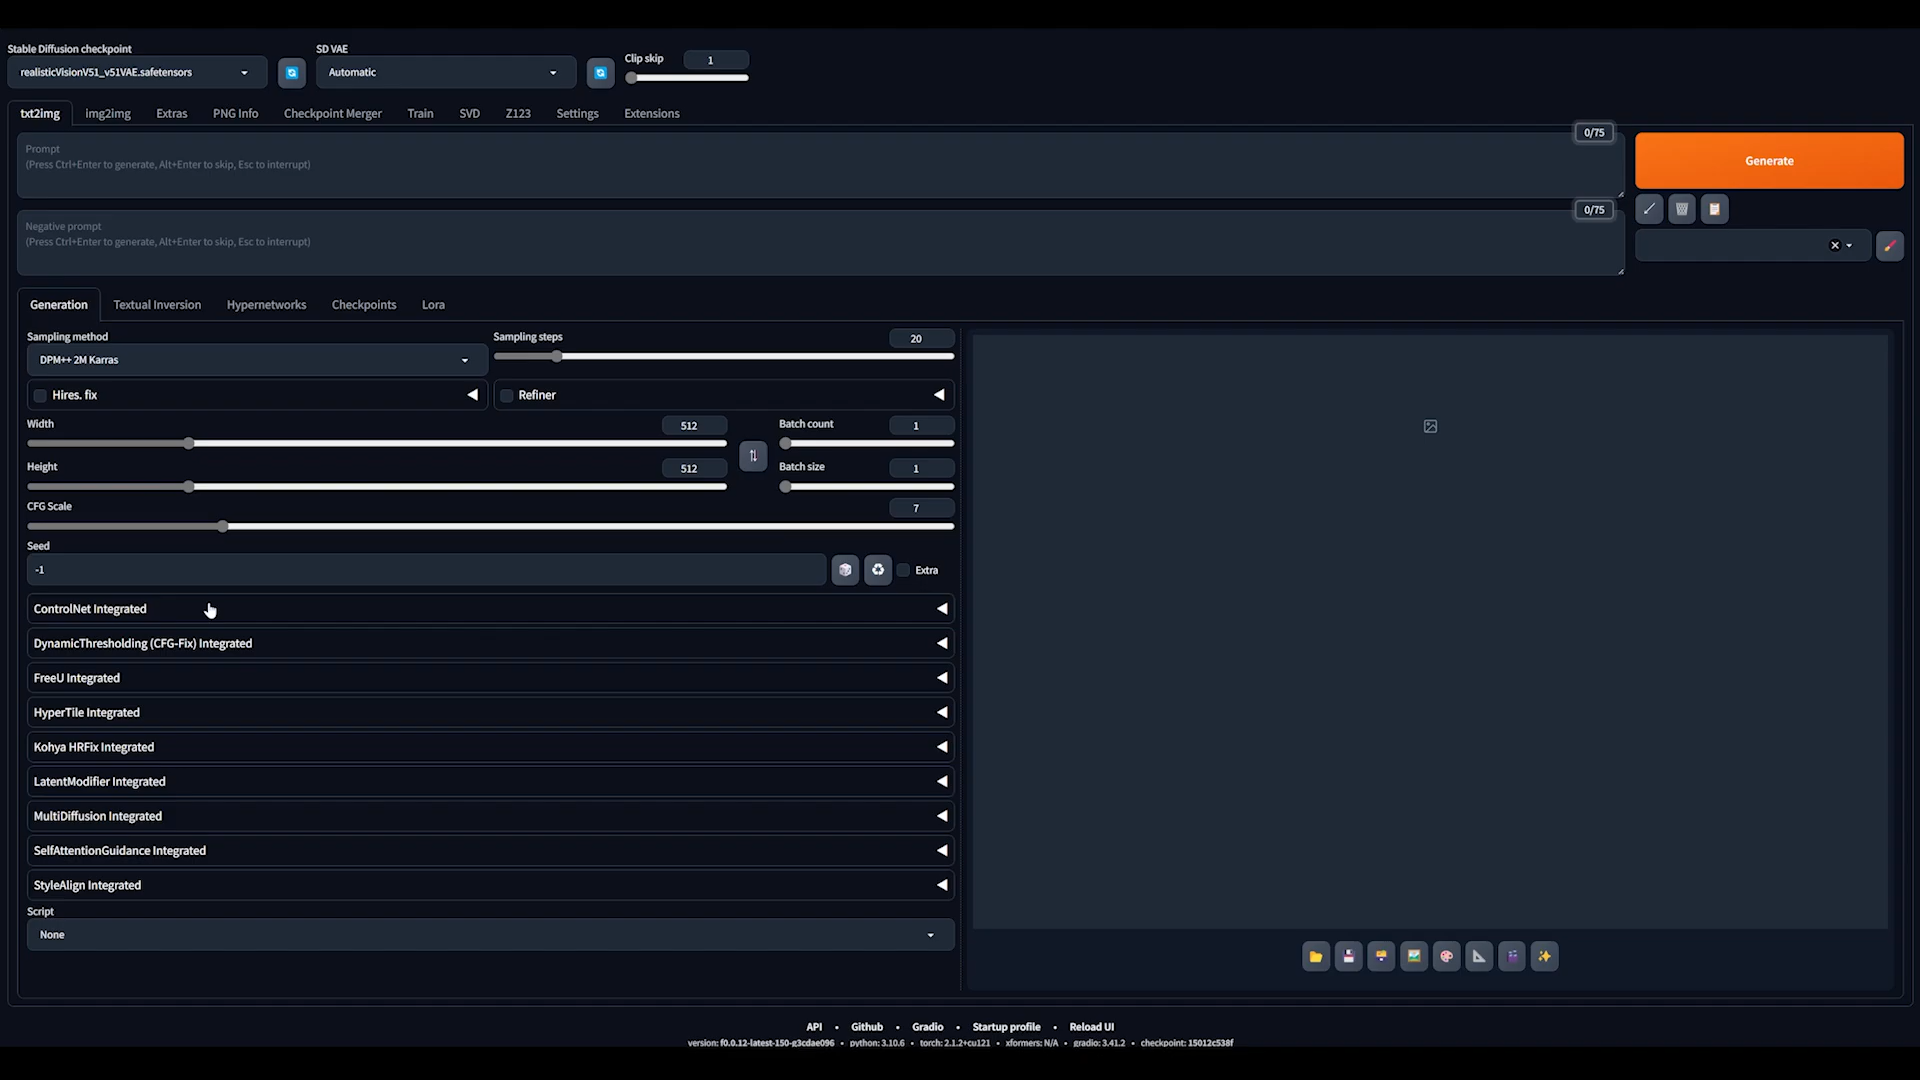 Stable Diffusion checkpoint
realisticVisionV51_v51VAE.safetensors
SD VAE
Automatic
Clip skip
1
txt2img
img2img
Extras
PNG Info
Checkpoint Merger
Train
SVD
Z123
Settings
Extensions
0/75
Prompt
(Press Ctrl+Enter to generate, Alt+Enter to skip, Esc to interrupt)
Generate
0/75
Negative prompt
(Press Ctrl+Enter to generate, Alt+Enter to skip, Esc to interrupt)
Generation
Textual Inversion
Hypernetworks
Checkpoints
Lora
Sampling method
DPM++ 2M Karras
Sampling steps
20
Hires. fix
Refiner
Width
512
Batch count
1
Height
512
Batch size
1
CFG Scale
7
Seed
-1
Extra
ControlNet Integrated
DynamicThresholding (CFG-Fix) Integrated
FreeU Integrated
HyperTile Integrated
Kohya HRFix Integrated
LatentModifier Integrated
MultiDiffusion Integrated
SelfAttentionGuidance Integrated
StyleAlign Integrated
Script
None
API • Github • Gradio • Startup profile • Reload UI
version: f0.0.12-latest-150-g3cdae096 • python: 3.10.6 • torch: 2.1.2+cu121 • xformers: N/A • gradio: 3.41.2 • checkpoint: 15012c538f